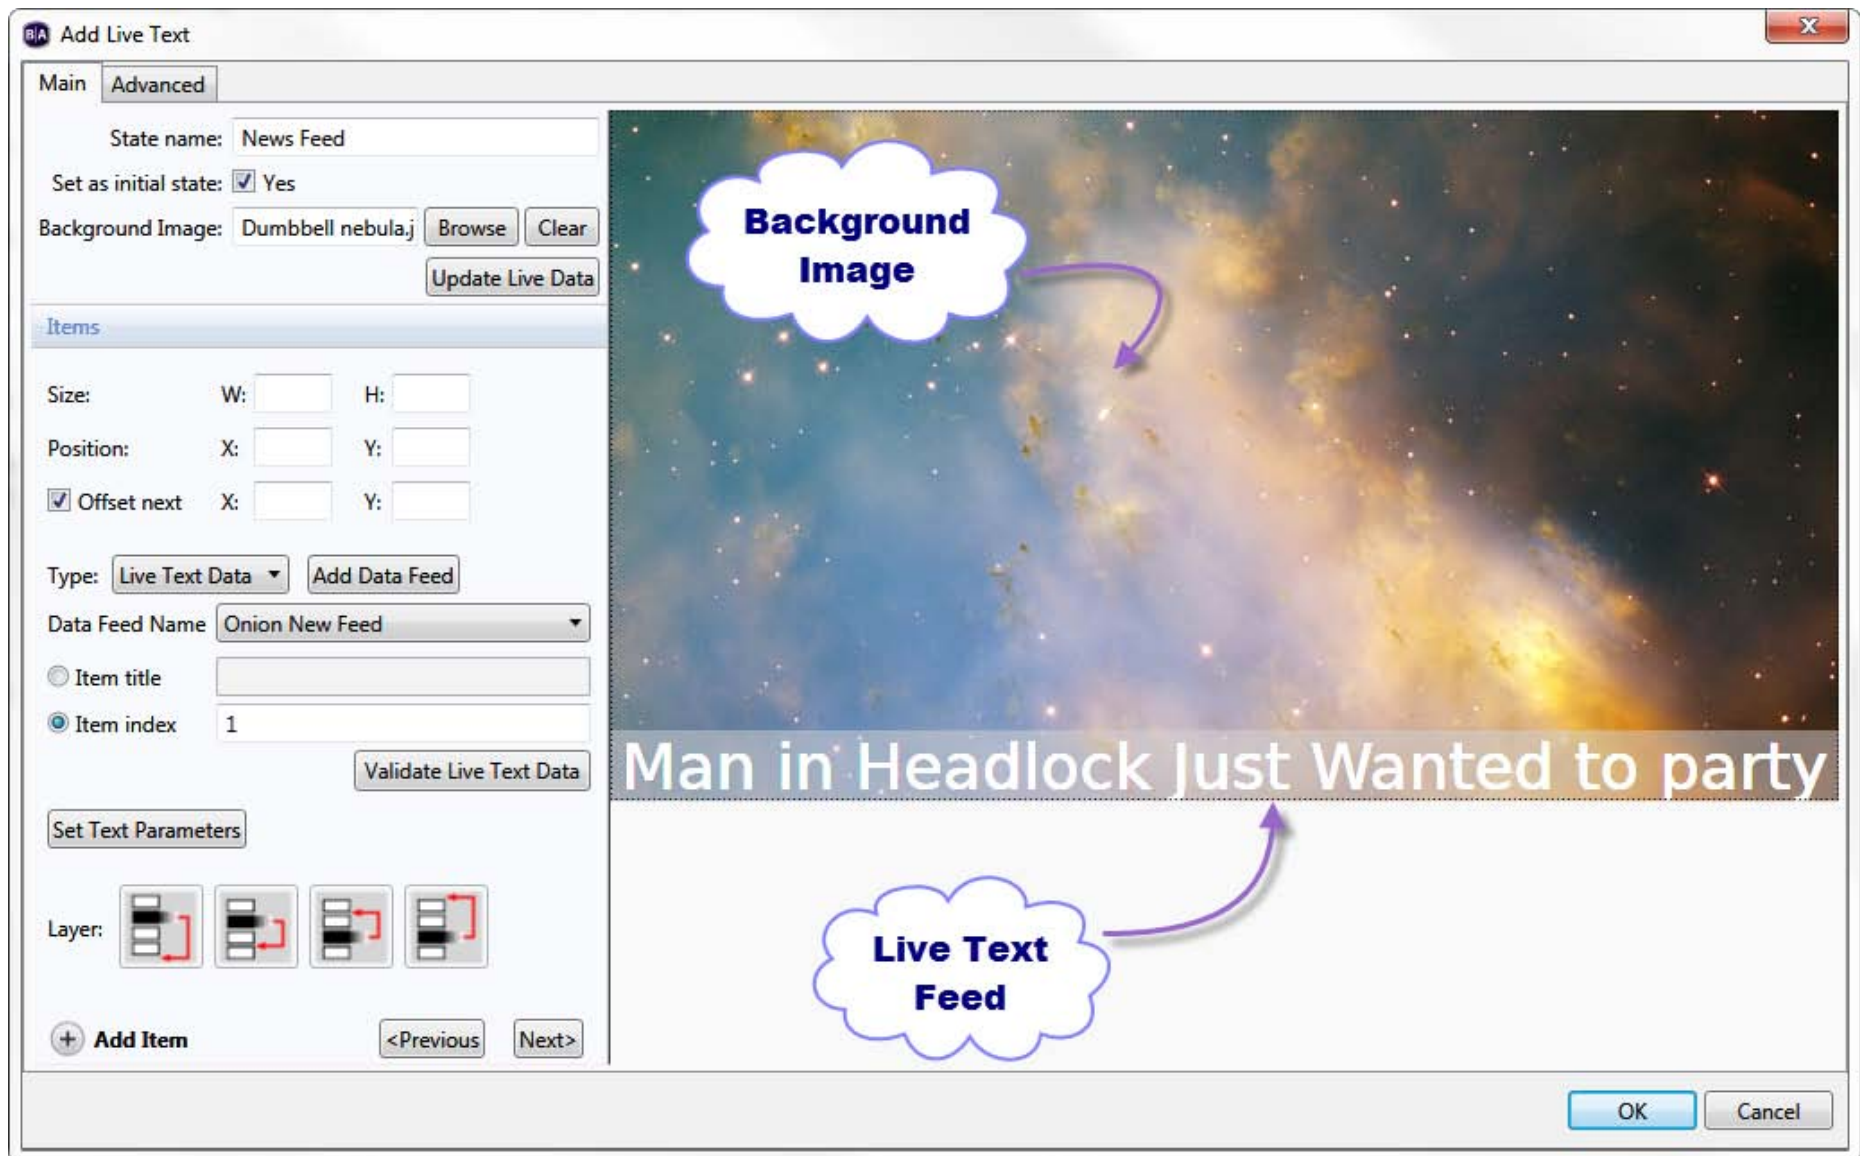 B|A Add Live Text
Main Advanced
State name: News Feed
Set as initial state: Yes
Background Image: Dumbbell nebula.j Browse Clear
Update Live Data
Items
Size: W: H:
Position: X: Y:
Offset next X: Y:
Type: Live Text Data Add Data Feed
Data Feed Name Onion New Feed
Item title
Item index 1
Validate Live Text Data
Set Text Parameters
Layer:
+ Add Item <Previous Next>
Background
Image
Man in Headlock Just Wanted to party
Live Text
Feed
OK Cancel